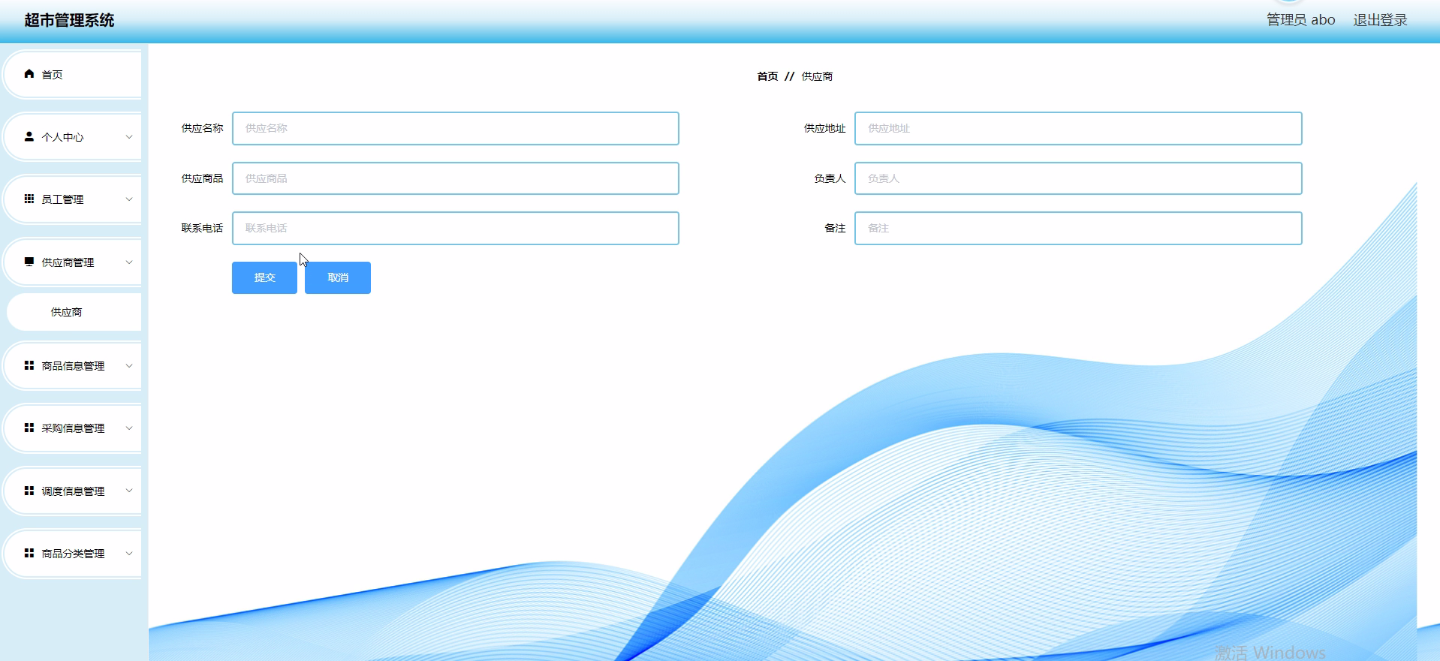 超市管理系统
管理员 abo 退出登录
首页
个人中心
员工管理
供应商管理
供应商
商品信息管理
采购信息管理
调度信息管理
商品分类管理
首页 // 供应商
供应名称 供应名称
供应地址 供应地址
供应商品 供应商品
负责人 负责人
联系电话 联系电话
备注 备注
提交 取消
激活 Windows